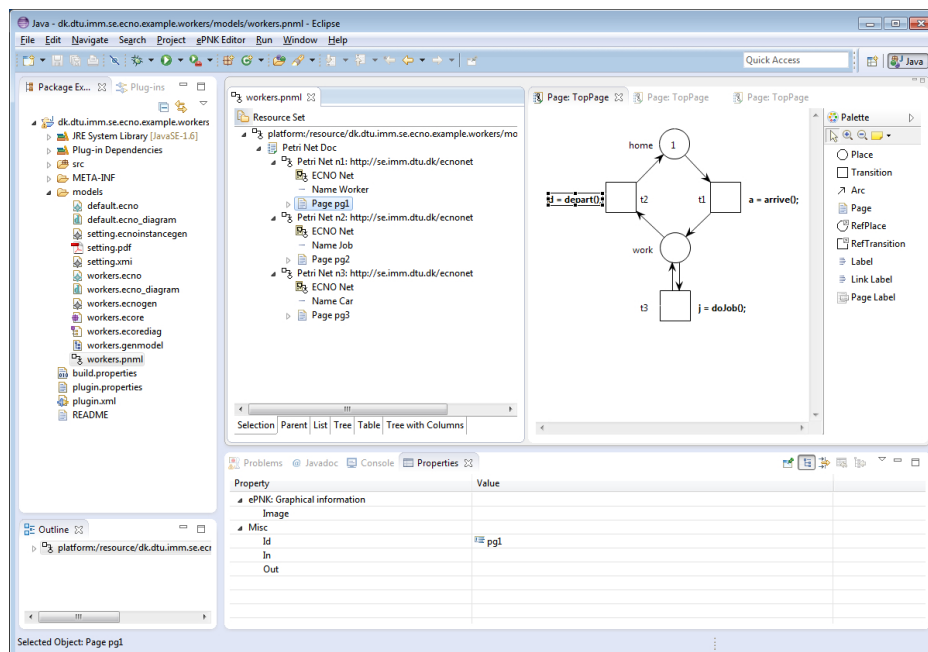 Java - dk.dtu.imm.se.ecno.example.workers/models/workers.pnml - Eclipse
File Edit Navigate Search Project ePNK Editor Run Window Help
Quick Access
Java
Package Ex...
Plug-ins
dk.dtu.imm.se.ecno.example.workers
JRE System Library [JavaSE-1.6]
Plug-in Dependencies
src
META-INF
models
default.ecno
default.ecno_diagram
setting.ecnoinstancegen
setting.pdf
setting.xmi
workers.ecno
workers.ecno_diagram
workers.ecnogen
workers.ecore
workers.ecorediag
workers.genmodel
workers.pnml
build.properties
plugin.properties
plugin.xml
README
workers.pnml
Resource Set
platform:/resource/dk.dtu.imm.se.ecno.example.workers/mo
Petri Net Doc
Petri Net n1: http://se.imm.dtu.dk/ecnonet
ECNO Net
Name Worker
Page pg1
Petri Net n2: http://se.imm.dtu.dk/ecnonet
ECNO Net
Name Job
Page pg2
Petri Net n3: http://se.imm.dtu.dk/ecnonet
ECNO Net
Name Car
Page pg3
Selection Parent List Tree Table Tree with Columns
Page: TopPage
Page: TopPage
Page: TopPage
home
1
d = depart();
t2
t1
a = arrive();
work
t3
j = doJob();
Palette
Place
Transition
Arc
Page
RefPlace
RefTransition
Label
Link Label
Page Label
Problems @ Javadoc Console Properties
Property Value
ePNK: Graphical information
Image
Misc
Id pg1
In
Out
Outline
platform:/resource/dk.dtu.imm.se.ecr
Selected Object: Page pg1